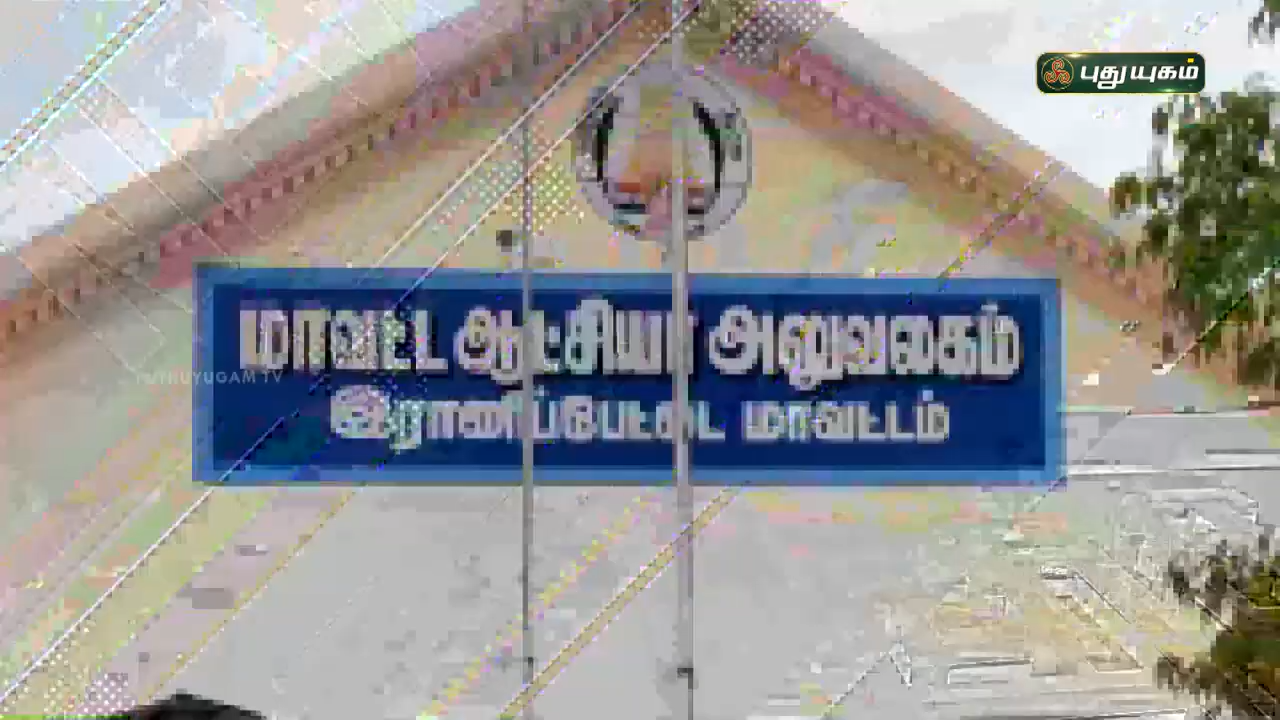 புதுயுகம்
மாவட்ட ஆட்சியர் அலுவலகம்
PUTHUYUGAM TV
இராணிப்பேட்டை மாவட்டம்